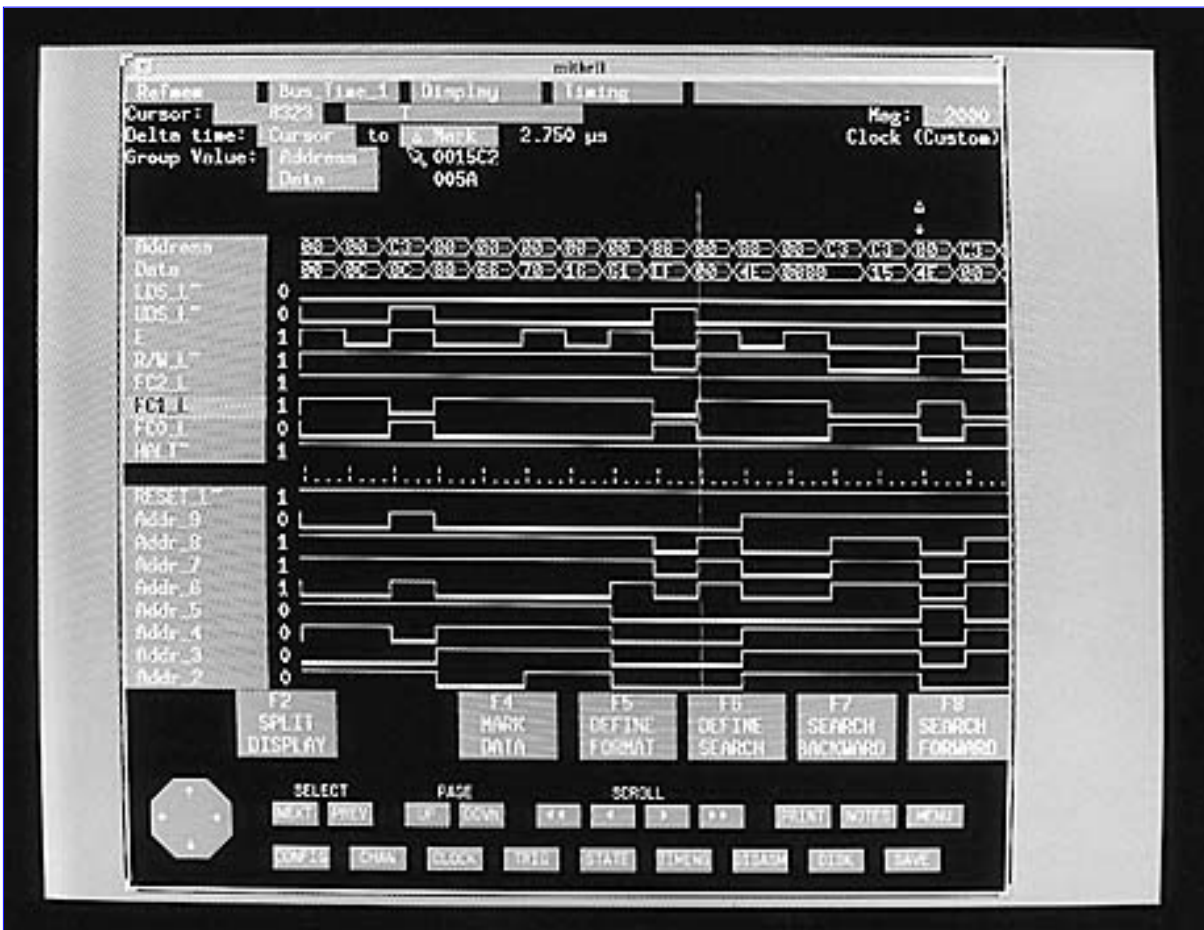 mithril
Refmem Bus_Time_1 Display Timing
Cursor: 8323 T Mag: 2000
Delta time: Cursor to Δ Mark 2.750 µs Clock (Custom)
Group Value: Address 0015C2
Data 005A
Address
Data
LDS_L~ 0
UDS_L~ 0
E 1
R/W_L~ 1
FC2_L 1
FC1_L 1
FC0_L 0
HALT~ 1
RESET_L~ 1
Addr_9 0
Addr_8 1
Addr_7 1
Addr_6 1
Addr_5 0
Addr_4 0
Addr_3 0
Addr_2 0
F2 SPLIT DISPLAY
F4 MARK DATA
F5 DEFINE FORMAT
F6 DEFINE SEARCH
F7 SEARCH BACKWARD
F8 SEARCH FORWARD
SELECT PAGE SCROLL
NEXT PREV UP DOWN PRINT NOTES MENU
CONFIG CHAN CLOCK TRIG STATE TIMING DISASM DISK SAVE